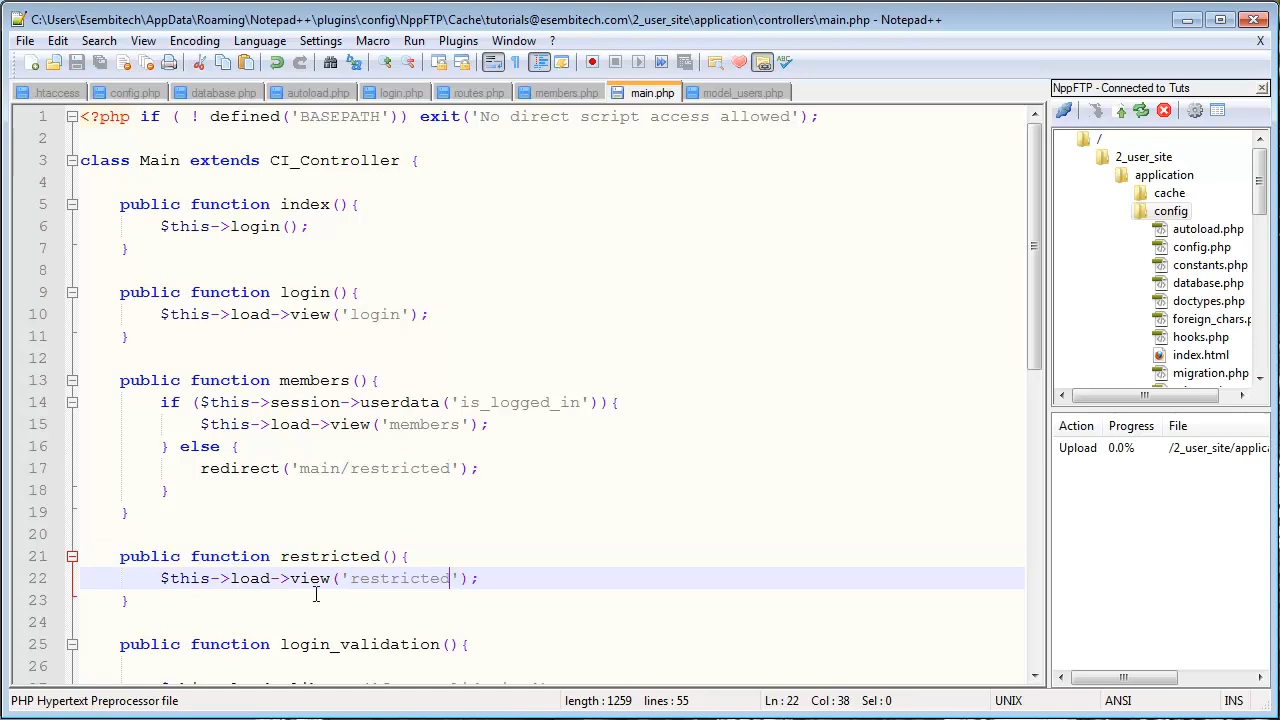 C:\Users\Esembitech\AppData\Roaming\Notepad++\plugins\config\NppFTP\Cache\tutorials@essmbitech.com\2_user_site\application\controllers\main.php - Notepad++
File Edit Search View Encoding Language Settings Macro Run Plugins Window ? X
.htaccess config.php database.php autoload.php login.php routes.php members.php main.php model_users.php
NppFTP - Connected to Tuts
1 <?php if ( ! defined('BASEPATH')) exit('No direct script access allowed');
2
3 class Main extends CI_Controller {
4
5 public function index(){
6 $this->login();
7 }
8
9 public function login(){
10 $this->load->view('login');
11 }
12
13 public function members(){
14 if ($this->session->userdata('is_logged_in')){
15 $this->load->view('members');
16 } else {
17 redirect('main/restricted');
18 }
19 }
20
21 public function restricted(){
22 $this->load->view('restricted');
23 }
24
25 public function login_validation(){
26
/
2_user_site
application
cache
config
autoload.php
config.php
constants.php
database.php
doctypes.php
foreign_chars.p
hooks.php
index.html
migration.php
Action Progress File
Upload 0.0% /2_user_site/applica
PHP Hypertext Preprocessor file length : 1259 lines : 55 Ln : 22 Col : 38 Sel : 0 UNIX ANSI INS